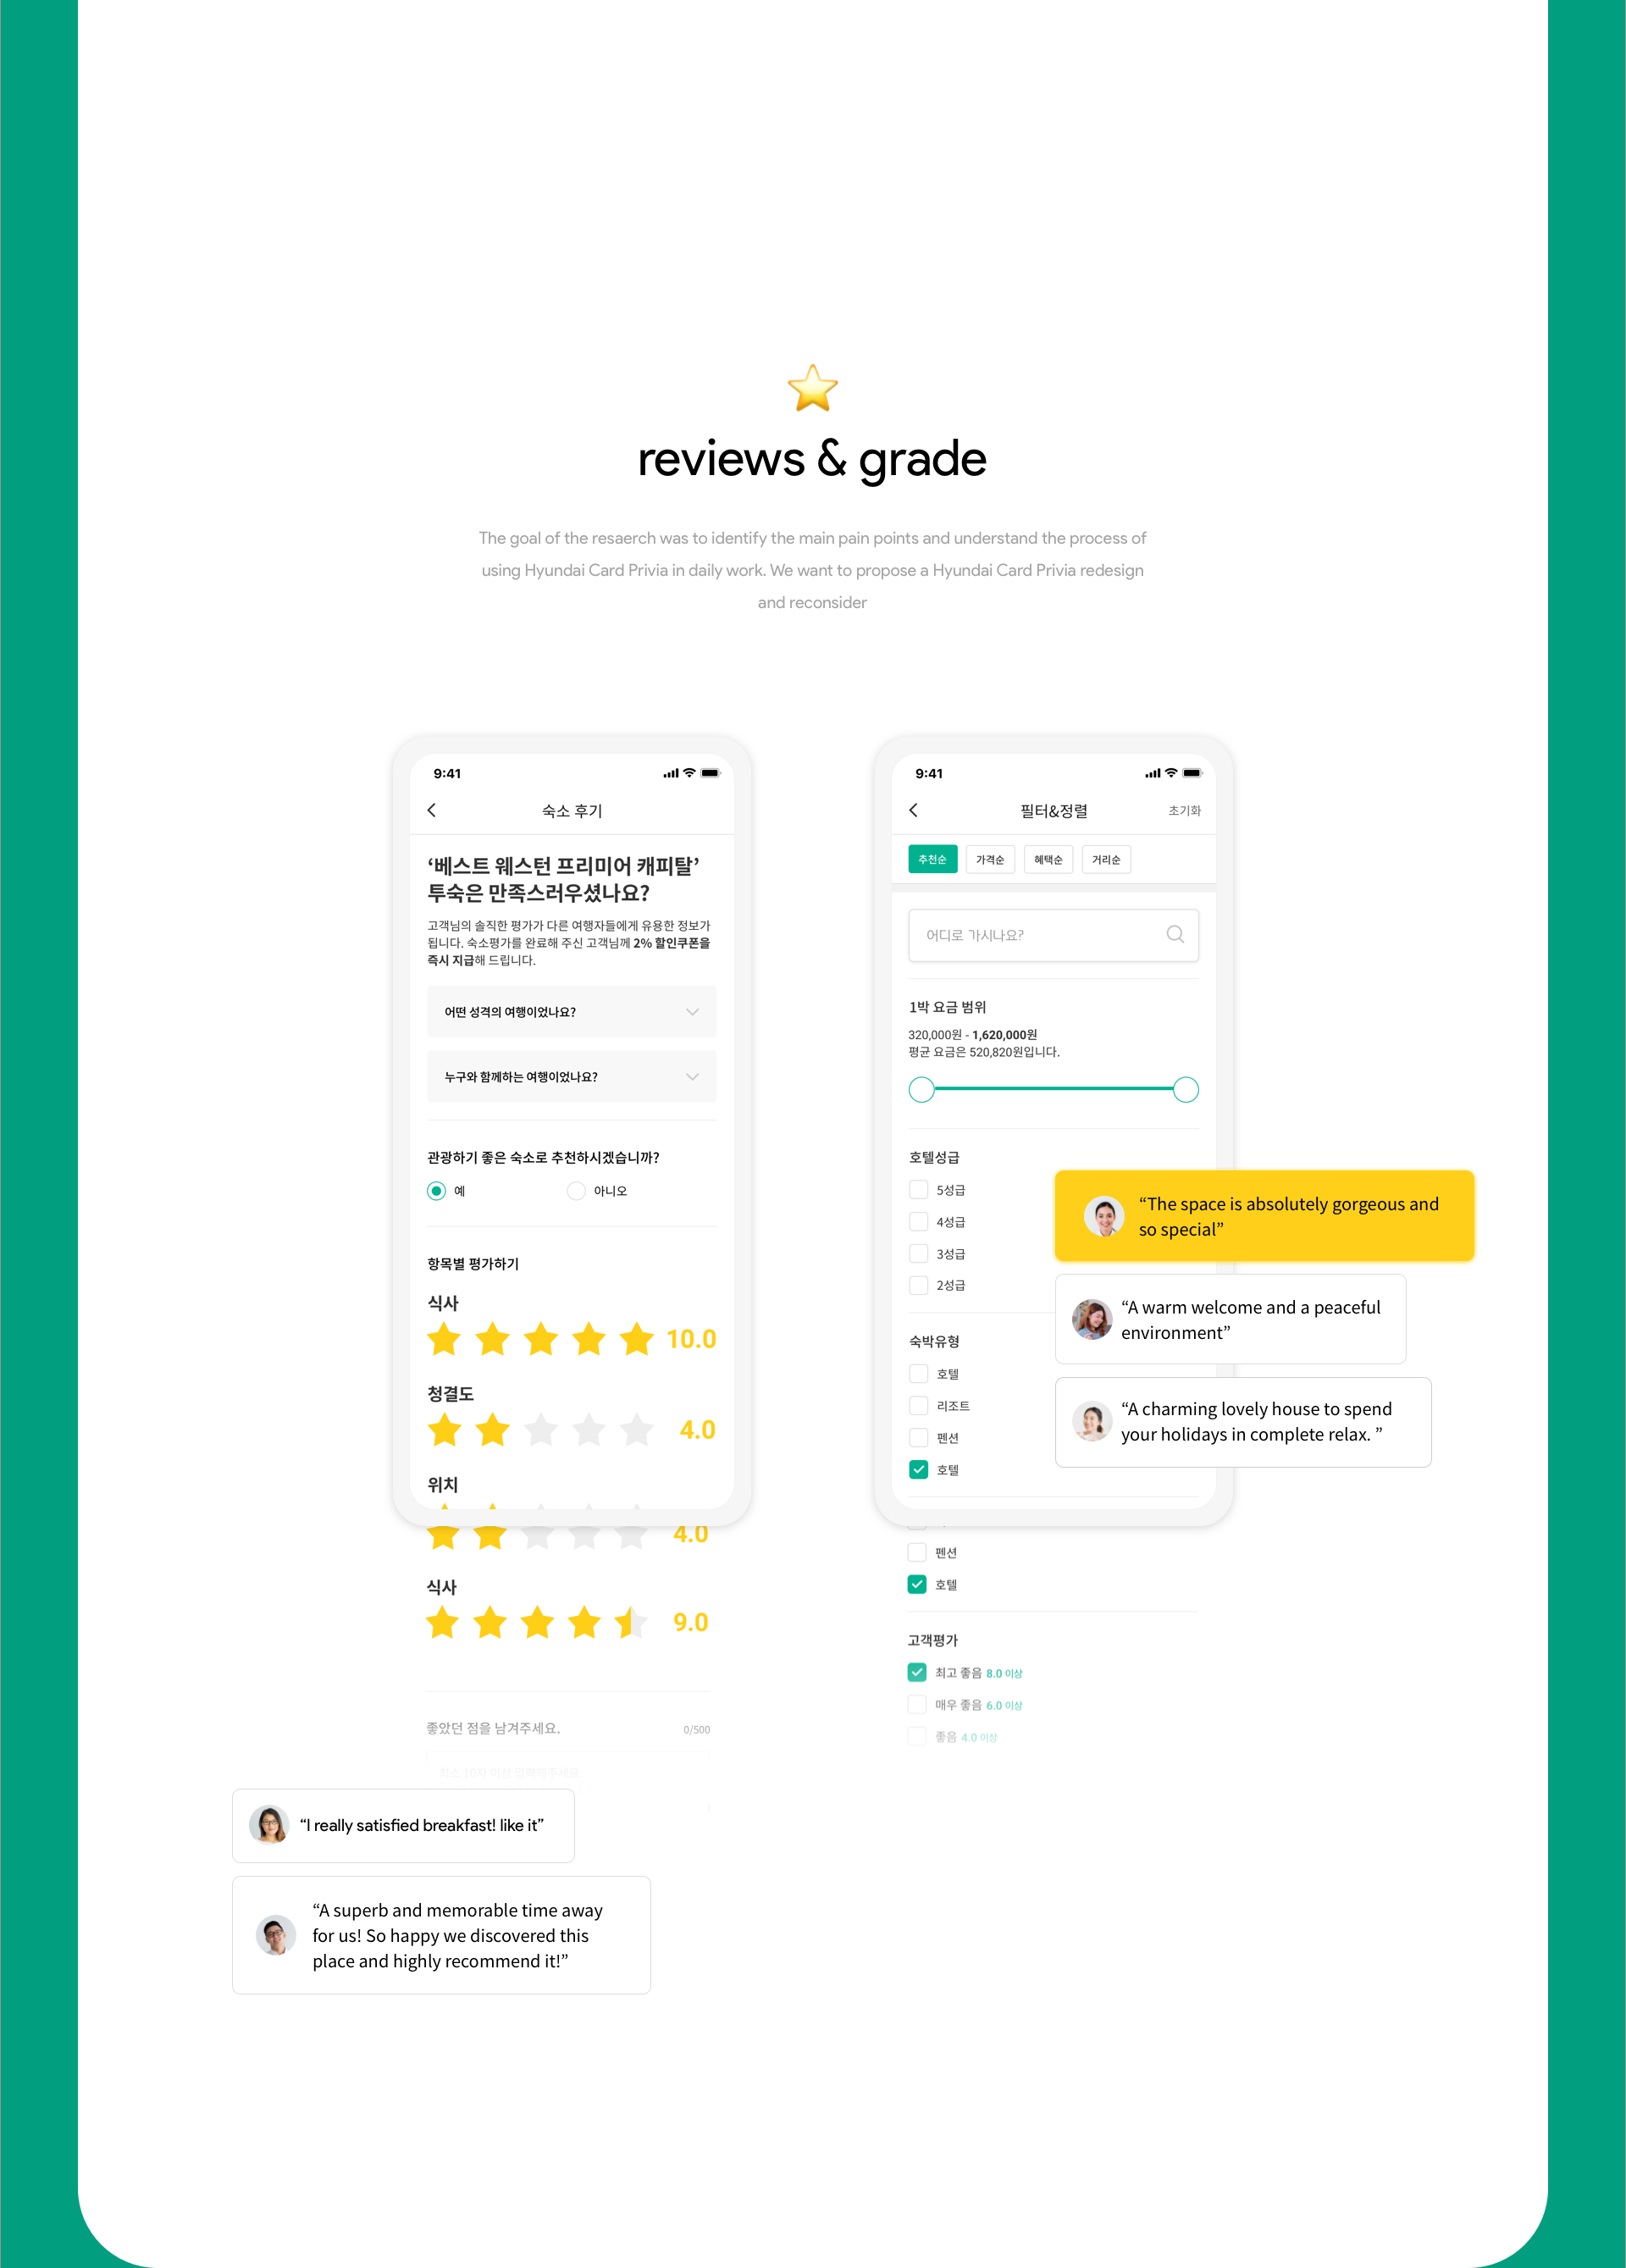 reviews & grade
The goal of the resaerch was to identify the main pain points and understand the process of
using Hyundai Card Privia in daily work. We want to propose a Hyundai Card Privia redesign
and reconsider
9:41
숙소 후기
‘베스트 웨스턴 프리미어 캐피탈’
투숙은 만족스러우셨나요?
고객님의 솔직한 평가가 다른 여행자들에게 유용한 정보가
됩니다. 숙소평가를 완료해 주신 고객님께 2% 할인쿠폰을
즉시 지급해 드립니다.
어떤 성격의 여행이었나요?
누구와 함께하는 여행이었나요?
관광하기 좋은 숙소로 추천하시겠습니까?
예
아니오
항목별 평가하기
식사
10.0
청결도
4.0
위치
4.0
식사
9.0
좋았던 점을 남겨주세요.
0/500
최소 10자 이상 입력해주세요.
“I really satisfied breakfast! like it”
“A superb and memorable time away
for us! So happy we discovered this
place and highly recommend it!”
9:41
필터&정렬
초기화
추천순
가격순
혜택순
거리순
어디로 가시나요?
1박 요금 범위
320,000원 - 1,620,000원
평균 요금은 520,820원입니다.
호텔성급
5성급
4성급
3성급
2성급
숙박유형
호텔
리조트
펜션
호텔
펜션
호텔
고객평가
최고 좋음 8.0 이상
매우 좋음 6.0 이상
좋음 4.0 이상
“The space is absolutely gorgeous and
so special”
“A warm welcome and a peaceful
environment”
“A charming lovely house to spend
your holidays in complete relax. ”